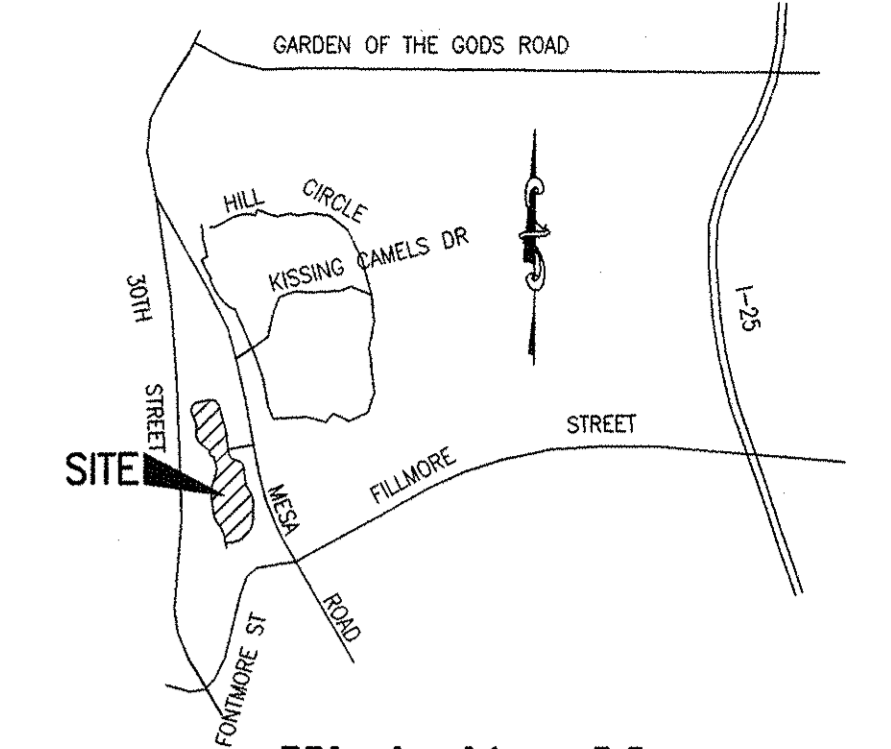 GARDEN OF THE GODS ROAD
HILL CIRCLE
KISSING CAMELS DR
30TH STREET
I-25
SITE
MESA ROAD
FILLMORE STREET
FONTMORE ST